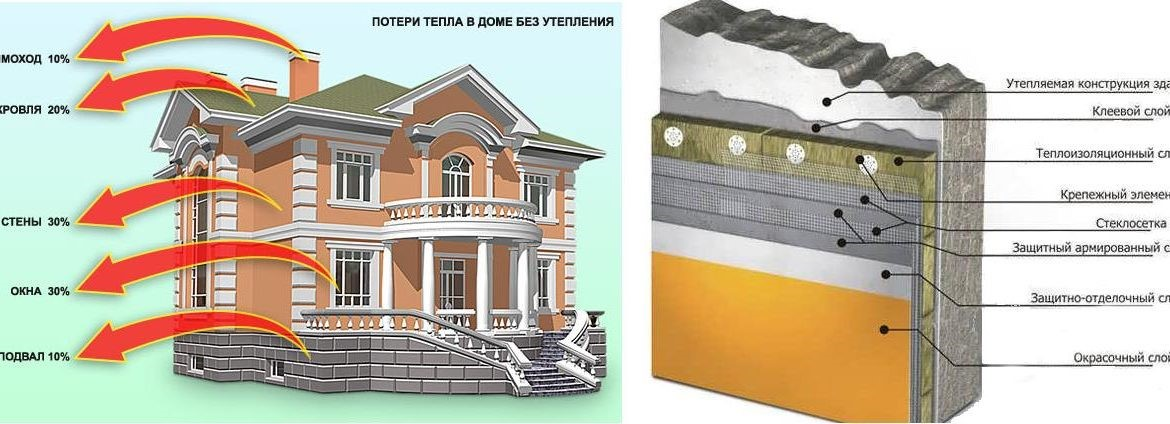 ПОТЕРИ ТЕПЛА В ДОМЕ БЕЗ УТЕПЛЕНИЯ
МОХОД 10%
КРОВЛЯ 20%
СТЕНЫ 30%
ОКНА 30%
ПОДВАЛ 10%
Утепляемая конструкция зда
Клеевой слой
Теплоизоляционный сл
Крепежный элемен
Стеклосетка
Защитный армированный с
Защитно-отделочный сл
Окрасочный слой